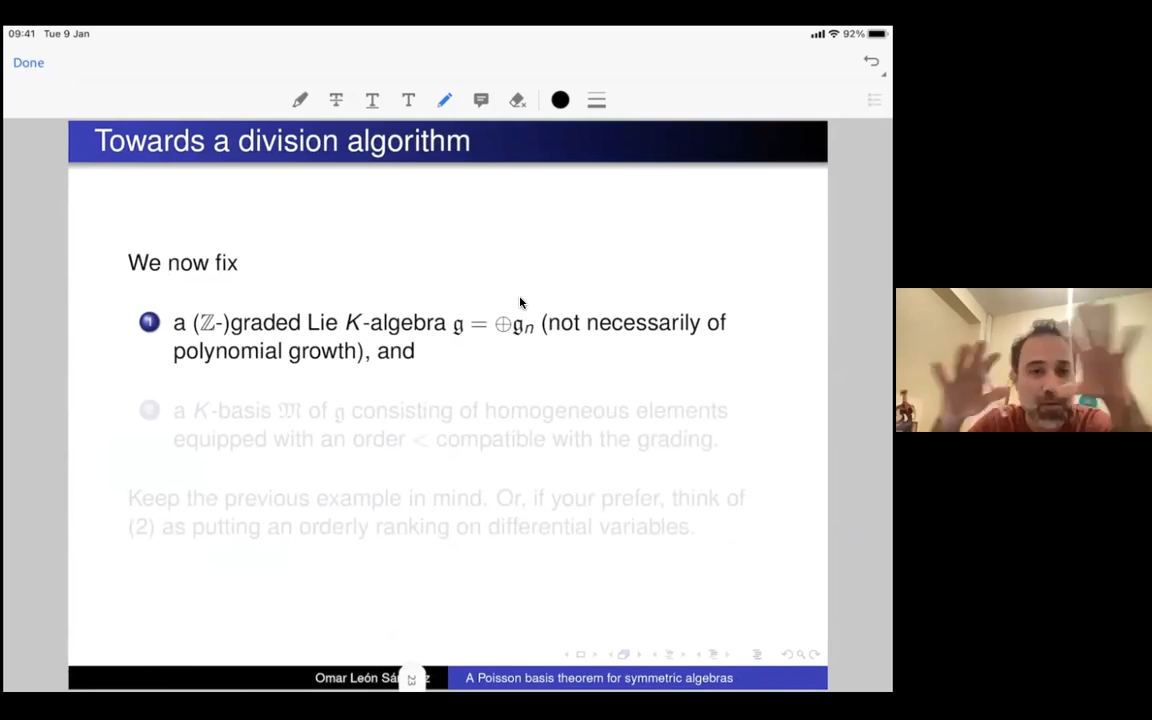 09:41 Tue 9 Jan
92%
Done
Towards a division algorithm
We now fix
1 a (ℤ-)graded Lie K-algebra 𝔤 = ⊕𝔤ₙ (not necessarily of
polynomial growth), and
2 a K-basis 𝔐 of 𝔤 consisting of homogeneous elements
equipped with an order < compatible with the grading.
Keep the previous example in mind. Or, if your prefer, think of
(2) as putting an orderly ranking on differential variables.
Omar León
23
A Poisson basis theorem for symmetric algebras